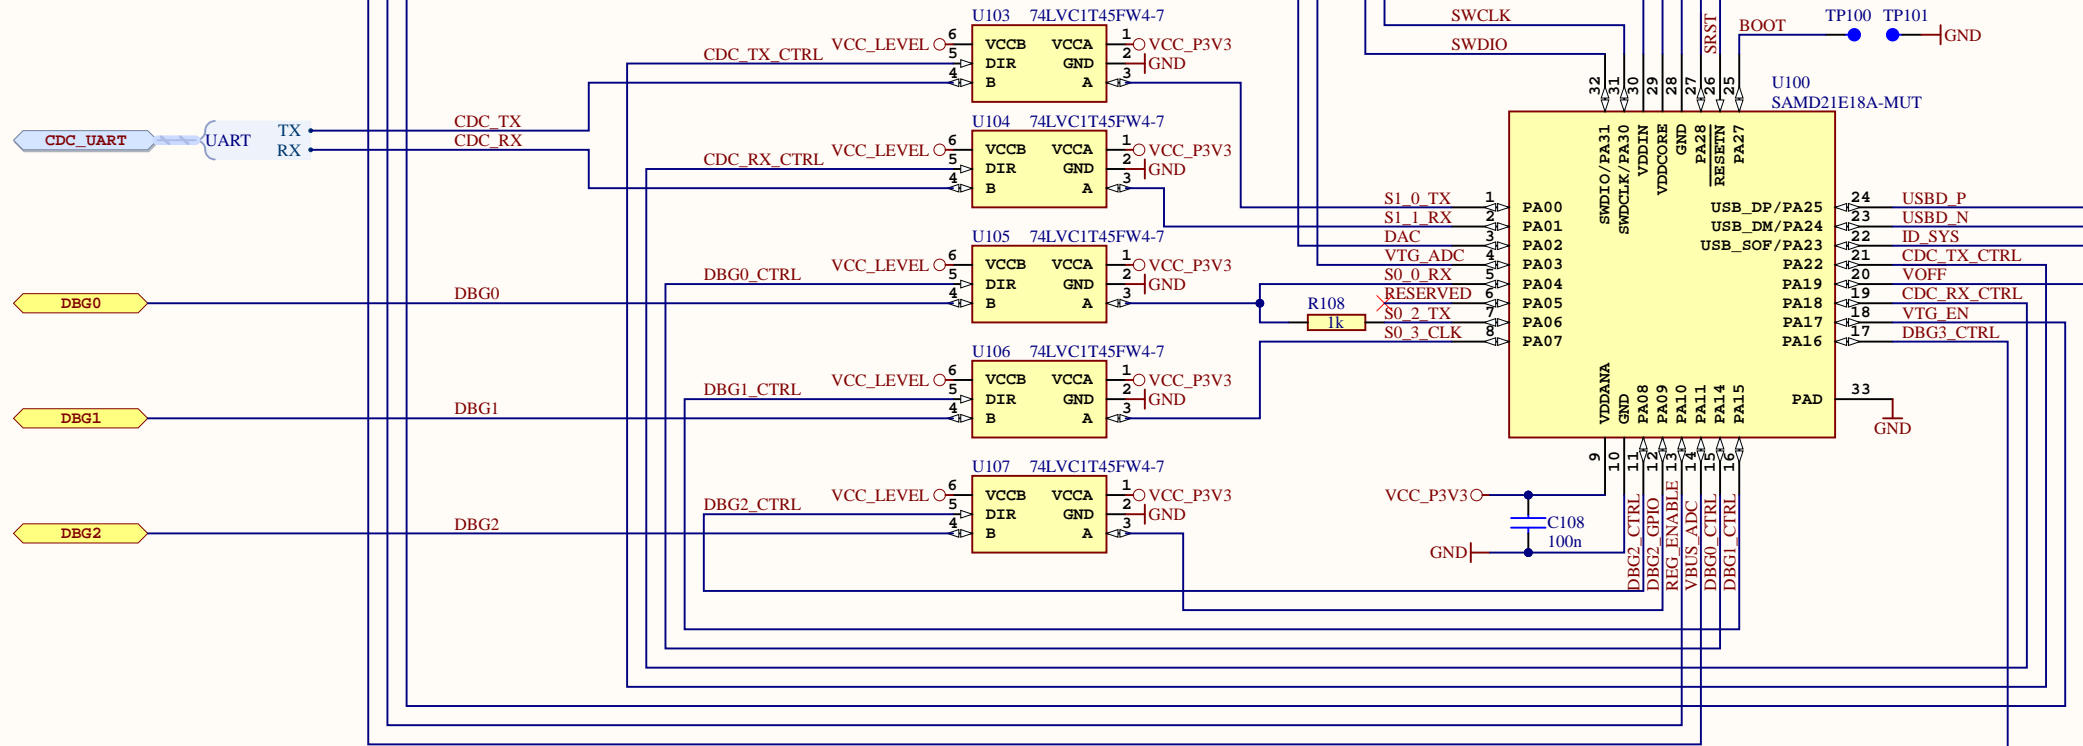 CDC_UART
UART
TX
RX
CDC_TX
CDC_RX
DBG0
DBG0
DBG1
DBG1
DBG2
DBG2
U103 74LVC1T45FW4-7
VCC_LEVEL 6 VCCB VCCA 1 VCC_P3V3
CDC_TX_CTRL 5 DIR GND 2 GND
4 B A 3
U104 74LVC1T45FW4-7
VCC_LEVEL 6 VCCB VCCA 1 VCC_P3V3
CDC_RX_CTRL 5 DIR GND 2 GND
4 B A 3
U105 74LVC1T45FW4-7
VCC_LEVEL 6 VCCB VCCA 1 VCC_P3V3
DBG0_CTRL 5 DIR GND 2 GND
4 B A 3
U106 74LVC1T45FW4-7
VCC_LEVEL 6 VCCB VCCA 1 VCC_P3V3
DBG1_CTRL 5 DIR GND 2 GND
4 B A 3
U107 74LVC1T45FW4-7
VCC_LEVEL 6 VCCB VCCA 1 VCC_P3V3
DBG2_CTRL 5 DIR GND 2 GND
4 B A 3
SWCLK
SWDIO
SRST
BOOT
TP100 TP101
GND
U100
SAMD21E18A-MUT
32 SWDIO/PA31
31 SWDCLK/PA30
30 VDDIN
29 VDDCORE
28 GND
27 PA28
26 RESETN
25 PA27
S1_0_TX 1 PA00
S1_1_RX 2 PA01
DAC 3 PA02
VTG_ADC 4 PA03
S0_0_RX 5 PA04
RESERVED 6 PA05
S0_2_TX 7 PA06
S0_3_CLK 8 PA07
R108
1k
USB_DP/PA25 24 USBD_P
USB_DM/PA24 23 USBD_N
USB_SOF/PA23 22 ID_SYS
PA22 21 CDC_TX_CTRL
PA19 20 VOFF
PA18 19 CDC_RX_CTRL
PA17 18 VTG_EN
PA16 17 DBG3_CTRL
PAD 33
GND
VDDANA 9
GND 10
PA08 11 DBG2_CTRL
PA09 12 DBG2_GPIO
PA10 13 REG_ENABLE
PA11 14 VBUS_ADC
PA14 15 DBG0_CTRL
PA15 16 DBG1_CTRL
VCC_P3V3
C108
100n
GND